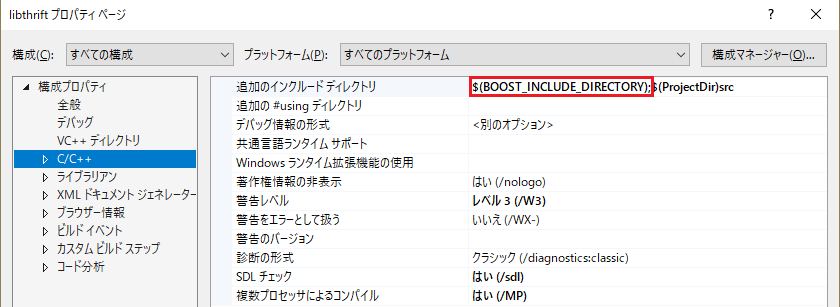 libthrift プロパティ ページ
構成(C): すべての構成 プラットフォーム(P): すべてのプラットフォーム 構成マネージャー(O)...
構成プロパティ
全般
デバッグ
VC++ ディレクトリ
C/C++
ライブラリアン
XML ドキュメント ジェネレーター
ブラウザー情報
ビルド イベント
カスタム ビルド ステップ
コード分析
追加のインクルード ディレクトリ $(BOOST_INCLUDE_DIRECTORY);$(ProjectDir)src
追加の #using ディレクトリ
デバッグ情報の形式 <別のオプション>
共通言語ランタイム サポート
Windows ランタイム拡張機能の使用
著作権情報の非表示 はい (/nologo)
警告レベル レベル 3 (/W3)
警告をエラーとして扱う いいえ (/WX-)
警告のバージョン
診断の形式 クラシック (/diagnostics:classic)
SDL チェック はい (/sdl)
複数プロセッサによるコンパイル はい (/MP)